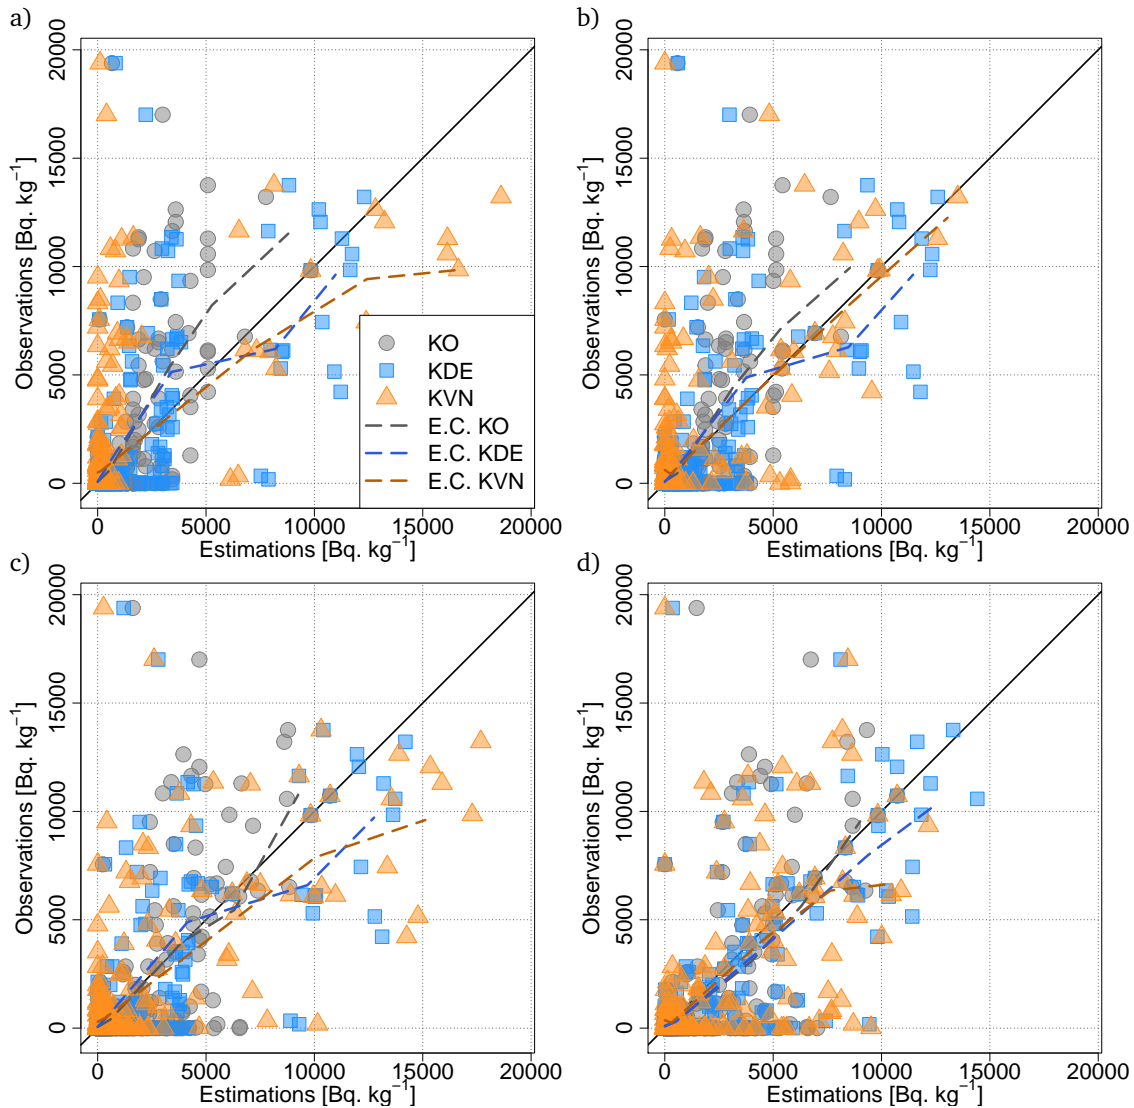 a)
20000
15000
10000
5000
0
Observations [Bq. kg⁻¹]
0 5000 10000 15000 20000
Estimations [Bq. kg⁻¹]
KO
KDE
KVN
E.C. KO
E.C. KDE
E.C. KVN
b)
20000
15000
10000
5000
0
Observations [Bq. kg⁻¹]
0 5000 10000 15000 20000
Estimations [Bq. kg⁻¹]
c)
20000
15000
10000
5000
0
Observations [Bq. kg⁻¹]
0 5000 10000 15000 20000
Estimations [Bq. kg⁻¹]
d)
20000
15000
10000
5000
0
Observations [Bq. kg⁻¹]
0 5000 10000 15000 20000
Estimations [Bq. kg⁻¹]